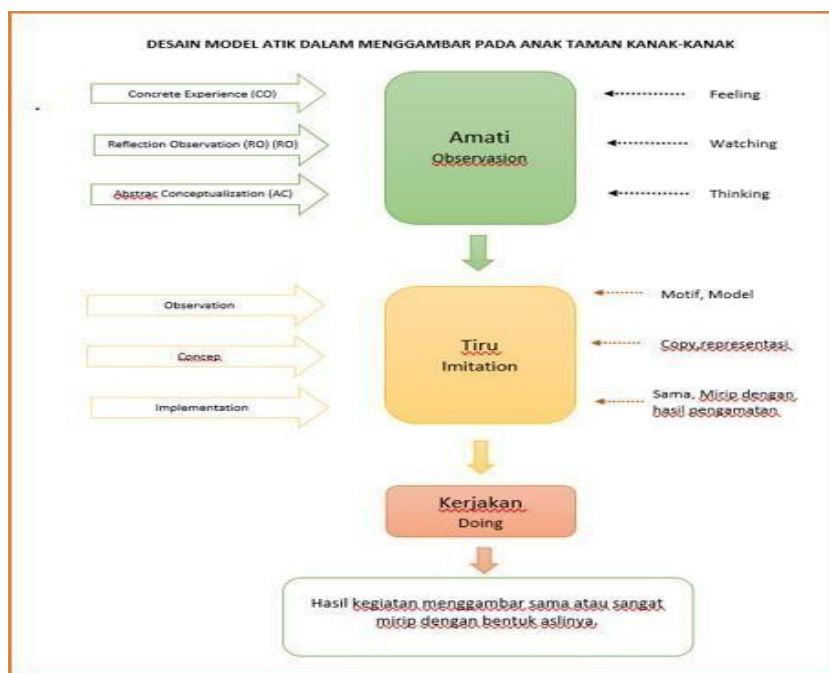 DESAIN MODEL ATIK DALAM MENGGAMBAR PADA ANAK TAMAN KANAK-KANAK
Concrete Experience (CO)
Reflection Observation (RO) (RO)
Abstrac Conceptualization (AC)
Amati
Observasion
Feeling
Watching
Thinking
Observation
Concep
Implementation
Tiru
Imitation
Motif, Model
Copy,representasi
Sama, Mirip dengan
hasil pengamatan
Kerjakan
Doing
Hasil kegiatan menggambar sama atau sangat
mirip dengan bentuk aslinya.